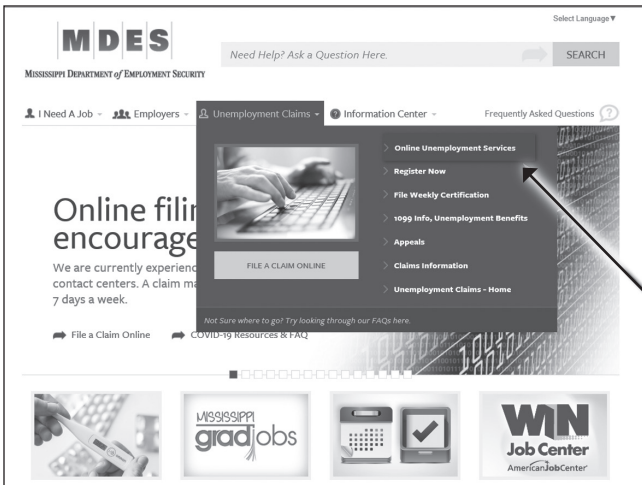 Select Language ▼
MDES
MISSISSIPPI DEPARTMENT of EMPLOYMENT SECURITY
Need Help? Ask a Question Here.
SEARCH
I Need A Job
Employers
Unemployment Claims
Information Center
Frequently Asked Questions
Online Unemployment Services
Register Now
File Weekly Certification
1099 Info, Unemployment Benefits
Appeals
Claims Information
Unemployment Claims - Home
FILE A CLAIM ONLINE
Not Sure where to go? Try looking through our FAQs here.
Online filin
encourage
We are currently experienc
contact centers. A claim ma
7 days a week.
File a Claim Online
COVID-19 Resources & FAQ
MISSISSIPPI
gradjobs
WIN
Job Center
AmericanJobCenter